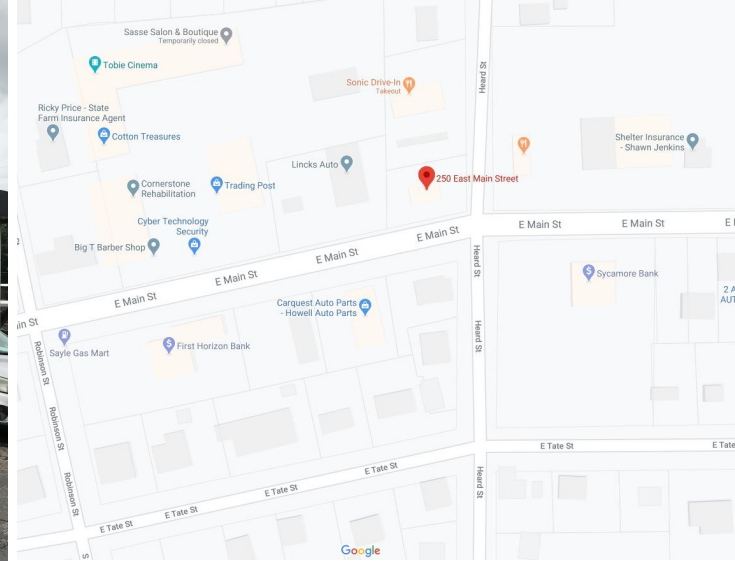 Sasse Salon & Boutique
Temporarily closed
Tobie Cinema
Sonic Drive-In
Takeout
Heard St
Ricky Price - State
Farm Insurance Agent
Cotton Treasures
Shelter Insurance
- Shawn Jenkins
Lincks Auto
250 East Main Street
Cornerstone
Rehabilitation
Trading Post
Cyber Technology
Security
Big T Barber Shop
E Main St
E Main St
E Main St
E Main St
E Main St
E Main St
E
Heard St
Sycamore Bank
2 A
AUT
Carquest Auto Parts
- Howell Auto Parts
in St
Sayle Gas Mart
First Horizon Bank
Robinson St
Heard St
Robinson St
E Tate St
E Tate
E Tate St
Heard St
Robinson St
E Tate St
E Tate St
E Tate St
S
Google